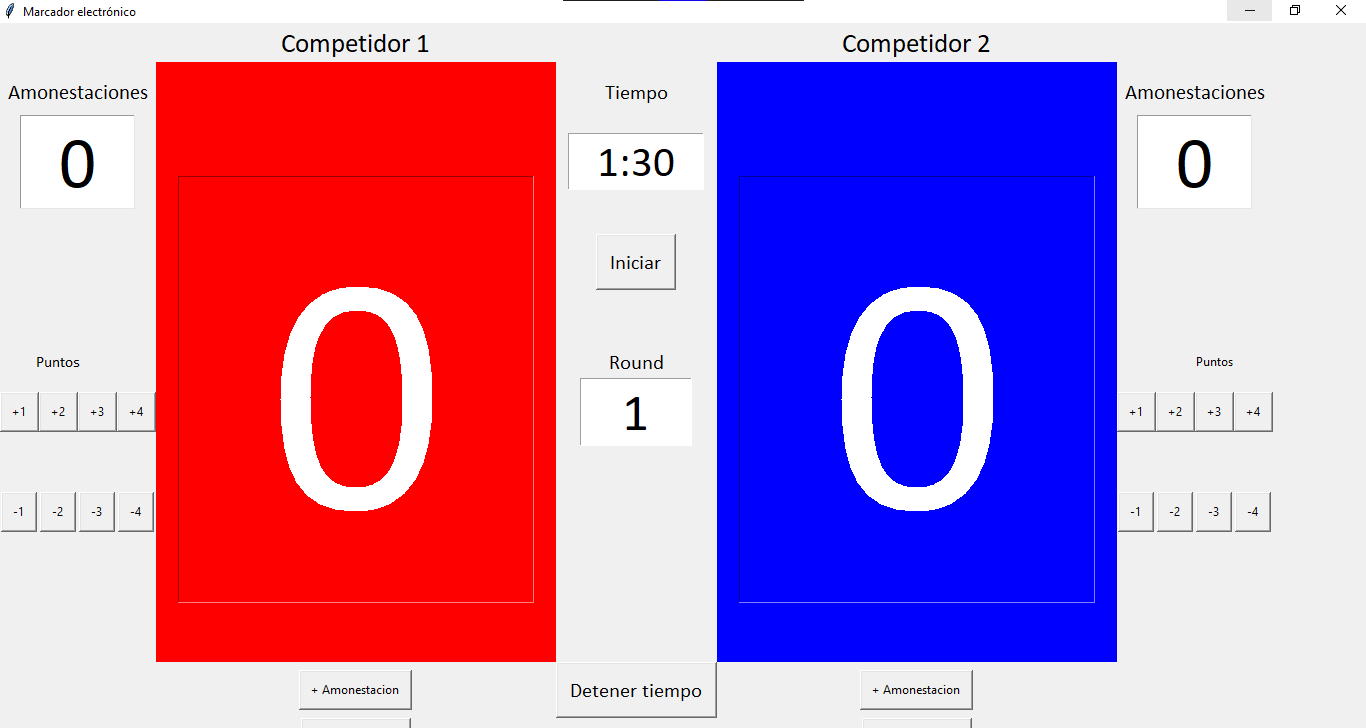 Marcador electrónico
Competidor 1
Competidor 2
Amonestaciones
Tiempo
Amonestaciones
0
1:30
0
Iniciar
0
0
Puntos
Round
Puntos
+1 +2 +3 +4
1
+1 +2 +3 +4
-1 -2 -3 -4
-1 -2 -3 -4
+ Amonestacion
Detener tiempo
+ Amonestacion